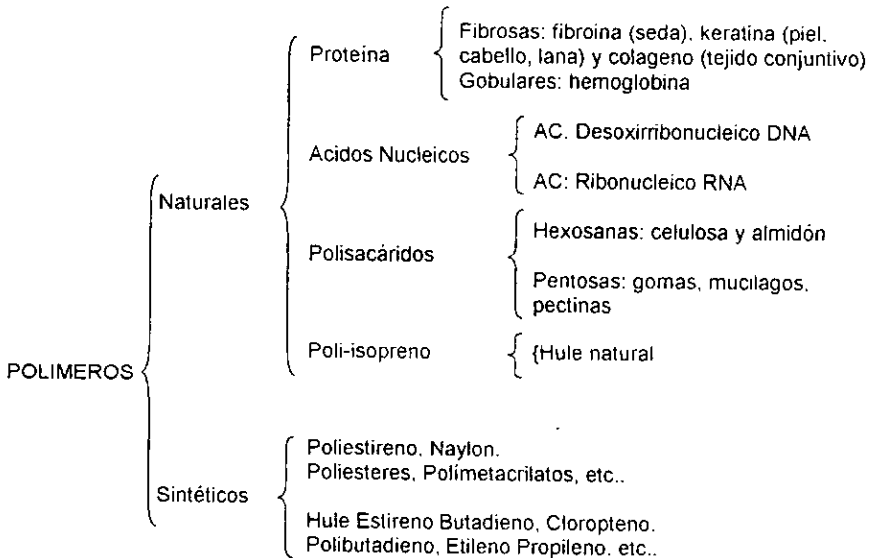 POLIMEROS
Naturales
Proteína
Fibrosas: fibroina (seda), keratina (piel,
cabello, lana) y colageno (tejido conjuntivo)
Gobulares: hemoglobina
Acidos Nucleicos
AC. Desoxirribonucleico DNA
AC: Ribonucleico RNA
Polisacáridos
Hexosanas: celulosa y almidón
Pentosas: gomas, mucilagos,
pectinas
Poli-isopreno
{Hule natural
Sintéticos
Poliestireno, Naylon.
Poliesteres, Polímetacrilatos, etc..
Hule Estireno Butadieno, Cloropteno.
Polibutadieno, Etileno Propileno. etc..